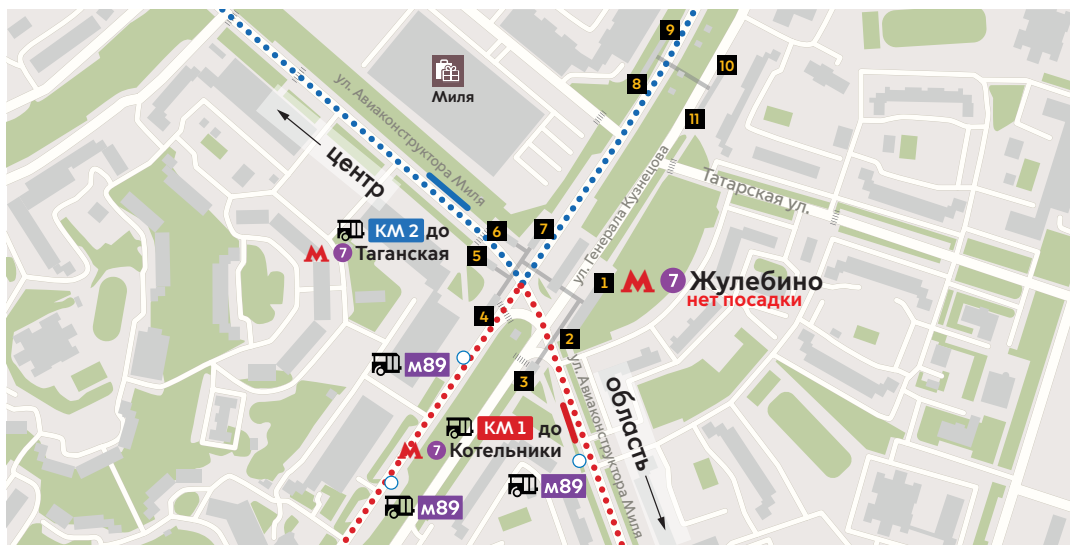 9
10
8
Миля
11
ул. Авиаконструктора Миля
центр
ул. Генерала Кузнецова
Татарская ул.
КМ 2 до
М 7 Таганская
6
7
5
1
М 7 Жулебино
нет посадки
4
2
м89
3
ул. Авиаконструктора Миля
область
КМ 1 до
М 7 Котельники
м89
м89